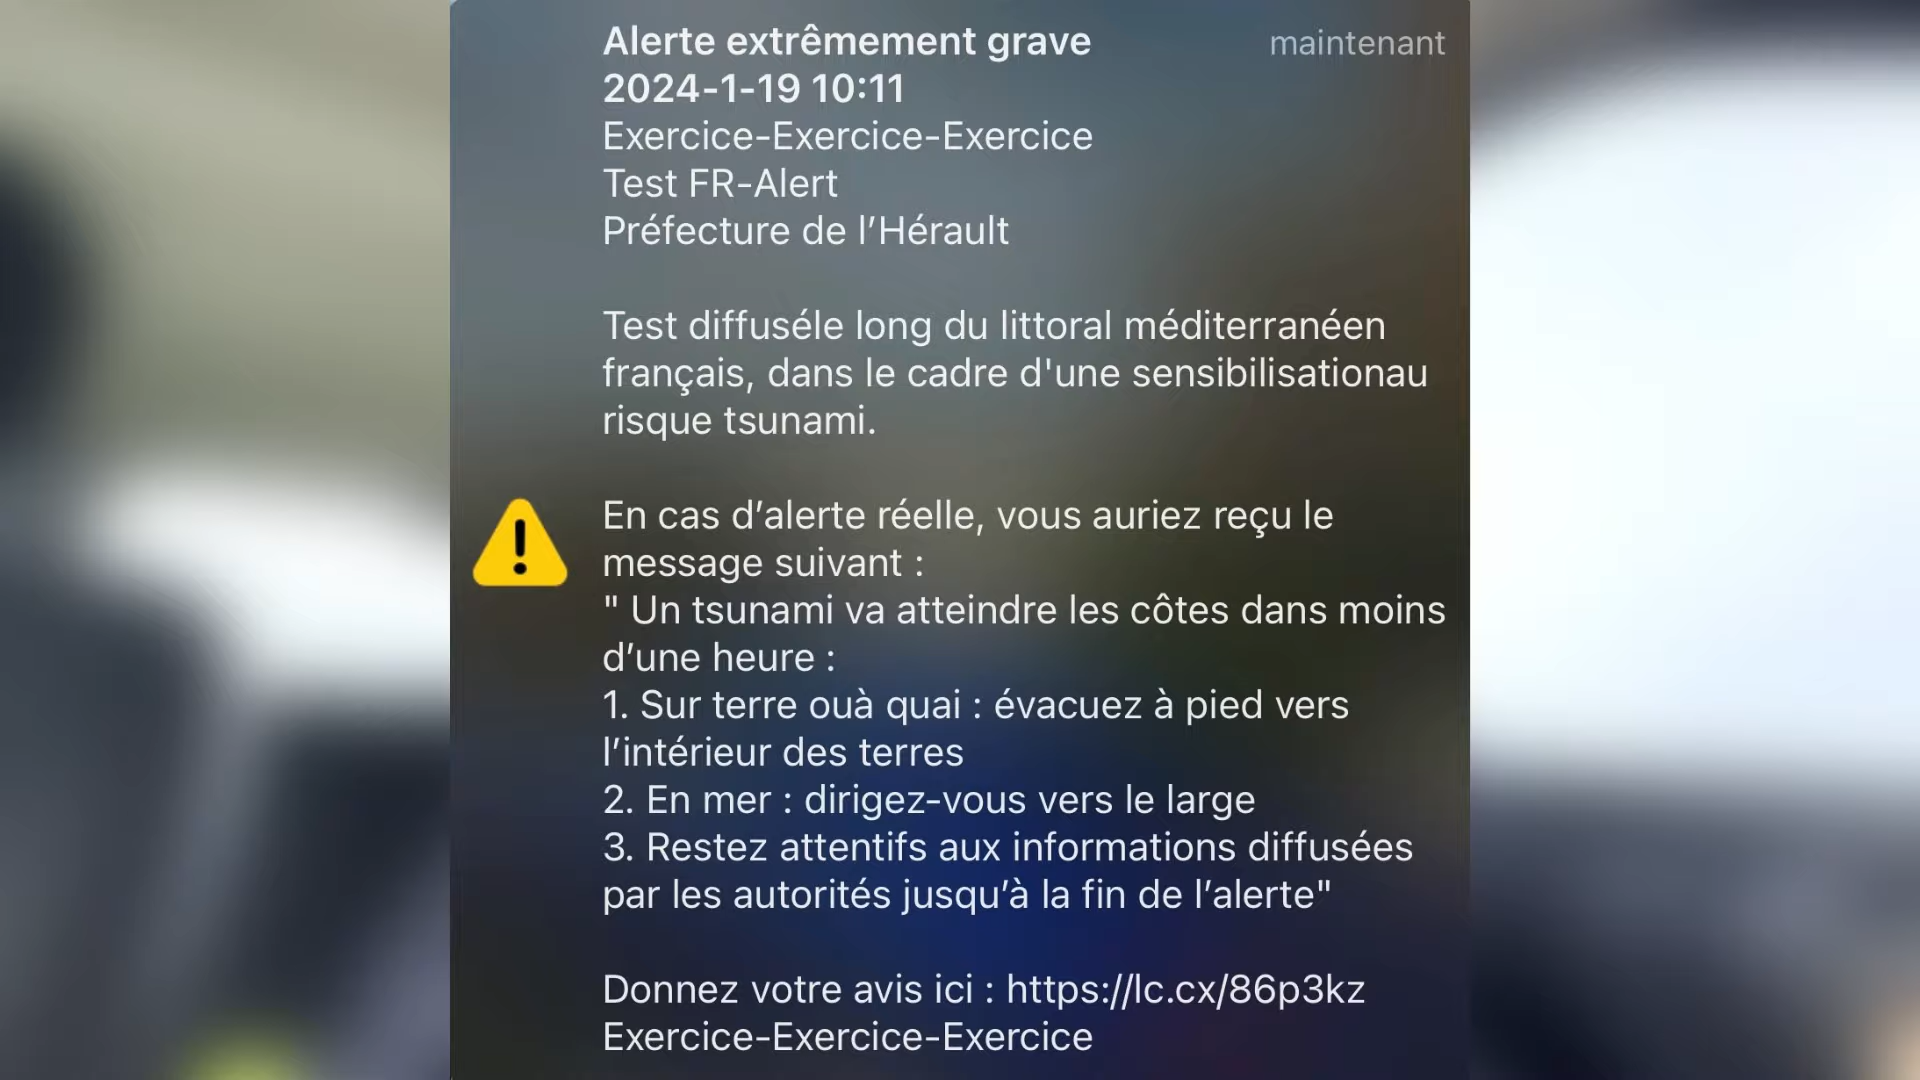 Alerte extrêmement grave maintenant
2024-1-19 10:11
Exercice-Exercice-Exercice
Test FR-Alert
Préfecture de l’Hérault
Test diffuséle long du littoral méditerranéen
français, dans le cadre d'une sensibilisationau
risque tsunami.
En cas d’alerte réelle, vous auriez reçu le
message suivant :
" Un tsunami va atteindre les côtes dans moins
d’une heure :
1. Sur terre ouà quai : évacuez à pied vers
l’intérieur des terres
2. En mer : dirigez-vous vers le large
3. Restez attentifs aux informations diffusées
par les autorités jusqu’à la fin de l’alerte"
Donnez votre avis ici : https://lc.cx/86p3kz
Exercice-Exercice-Exercice